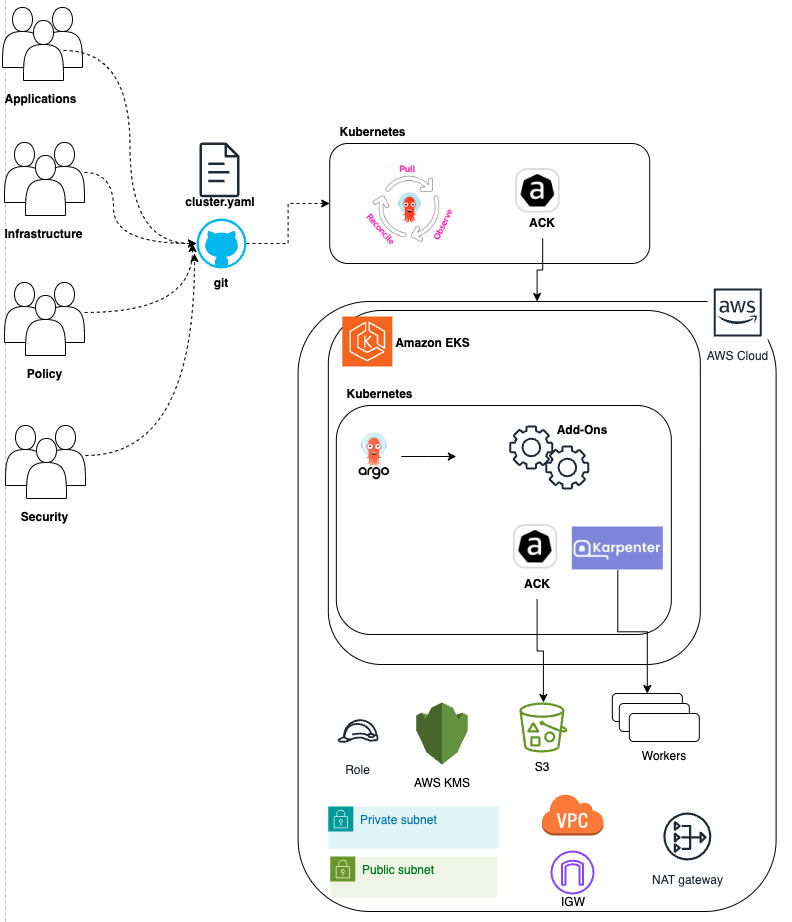 Applications
Infrastructure
Policy
Security
cluster.yaml
git
Kubernetes
Pull
Observe
Reconcile
a
ACK
aws
AWS Cloud
K
Amazon EKS
Kubernetes
argo
Add-Ons
a
ACK
Karpenter
Role
AWS KMS
S3
Workers
Private subnet
Public subnet
VPC
IGW
NAT gateway